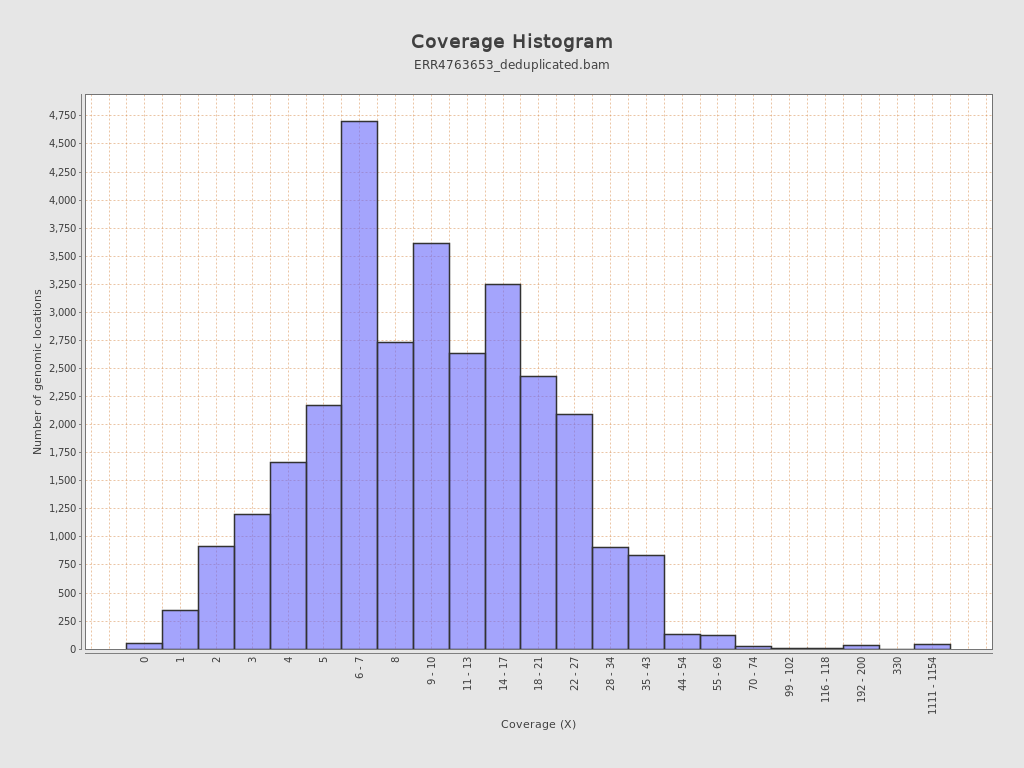 Coverage Histogram
ERR4763653_deduplicated.bam
Number of genomic locations
4,750
4,500
4,250
4,000
3,750
3,500
3,250
3,000
2,750
2,500
2,250
2,000
1,750
1,500
1,250
1,000
750
500
250
0
0
1
2
3
4
5
6 - 7
8
9 - 10
11 - 13
14 - 17
18 - 21
22 - 27
28 - 34
35 - 43
44 - 54
55 - 69
70 - 74
99 - 102
116 - 118
192 - 200
330
1111 - 1154
Coverage (X)